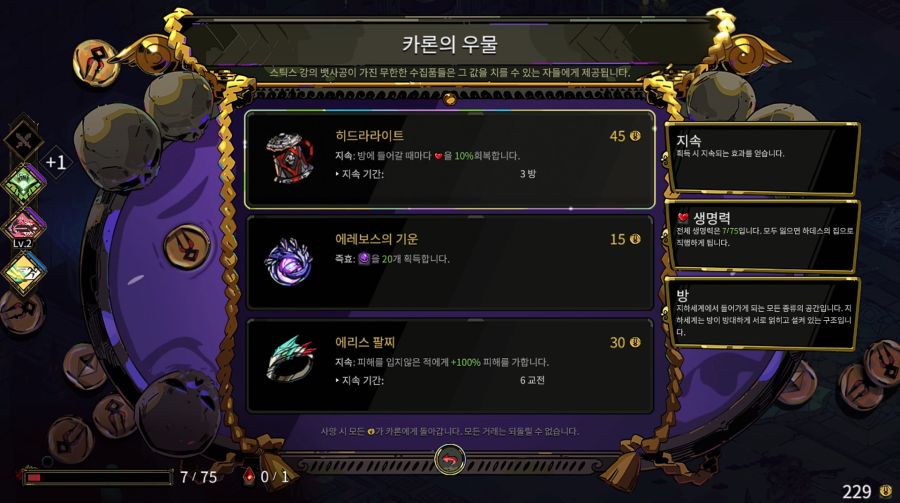 카론의 우물
스틱스 강의 뱃사공이 가진 무한한 수집품들은 그 값을 치를 수 있는 자들에게 제공됩니다.
히드라라이트 45
지속: 방에 들어갈 때마다 을 10%회복합니다.
지속 기간: 3 방
에레보스의 기운 15
즉효: 을 20개 획득합니다.
에리스 팔찌 30
지속: 피해를 입지않은 적에게 +100% 피해를 가합니다.
지속 기간: 6 교전
사망 시 모든 가 카론에게 돌아갑니다. 모든 거래는 되돌릴 수 없습니다.
지속
획득 시 지속되는 효과를 얻습니다.
생명력
전체 생명력은 7/75입니다. 모두 잃으면 하데스의 집으로
직행하게 됩니다.
방
지하세계에서 들어가게 되는 모든 종류의 공간입니다. 지
하세계는 방이 방대하게 서로 얽히고 설켜 있는 구조입니
다.
+1
Lv.2
7 / 75
0 / 1
229